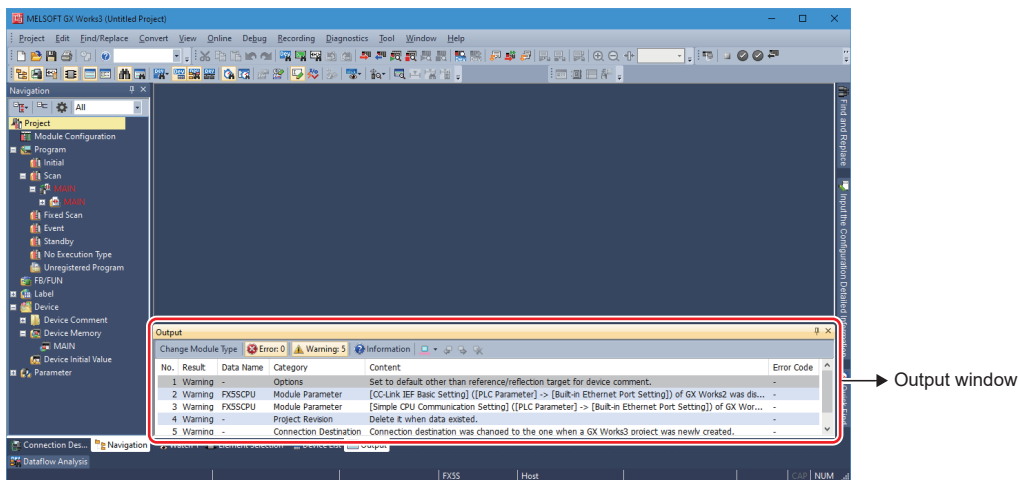 MELSOFT GX Works3 (Untitled Project)
Project Edit Find/Replace Convert View Online Debug Recording Diagnostics Tool Window Help
Navigation
All
Project
Module Configuration
Program
Initial
Scan
MAIN
MAIN
Fixed Scan
Event
Standby
No Execution Type
Unregistered Program
FB/FUN
Label
Device
Device Comment
Device Memory
MAIN
Device Initial Value
Parameter
Find and Replace
Input the Configuration Detailed Information
Output
Change Module Type Error: 0 Warning: 5 Information
No. Result Data Name Category Content Error Code
1 Warning - Options Set to default other than reference/reflection target for device comment. -
2 Warning FX5SCPU Module Parameter [CC-Link IEF Basic Setting] ([PLC Parameter] -> [Built-in Ethernet Port Setting]) of GX Works2 was dis... -
3 Warning FX5SCPU Module Parameter [Simple CPU Communication Setting] ([PLC Parameter] -> [Built-in Ethernet Port Setting]) of GX Wor... -
4 Warning - Project Revision Delete it when data existed. -
5 Warning - Connection Destination Connection destination was changed to the one when a GX Works3 project was newly created. -
Output window
Connection Des... Navigation
Element Selection Device List Output
Dataflow Analysis
FX5S Host CAP NUM